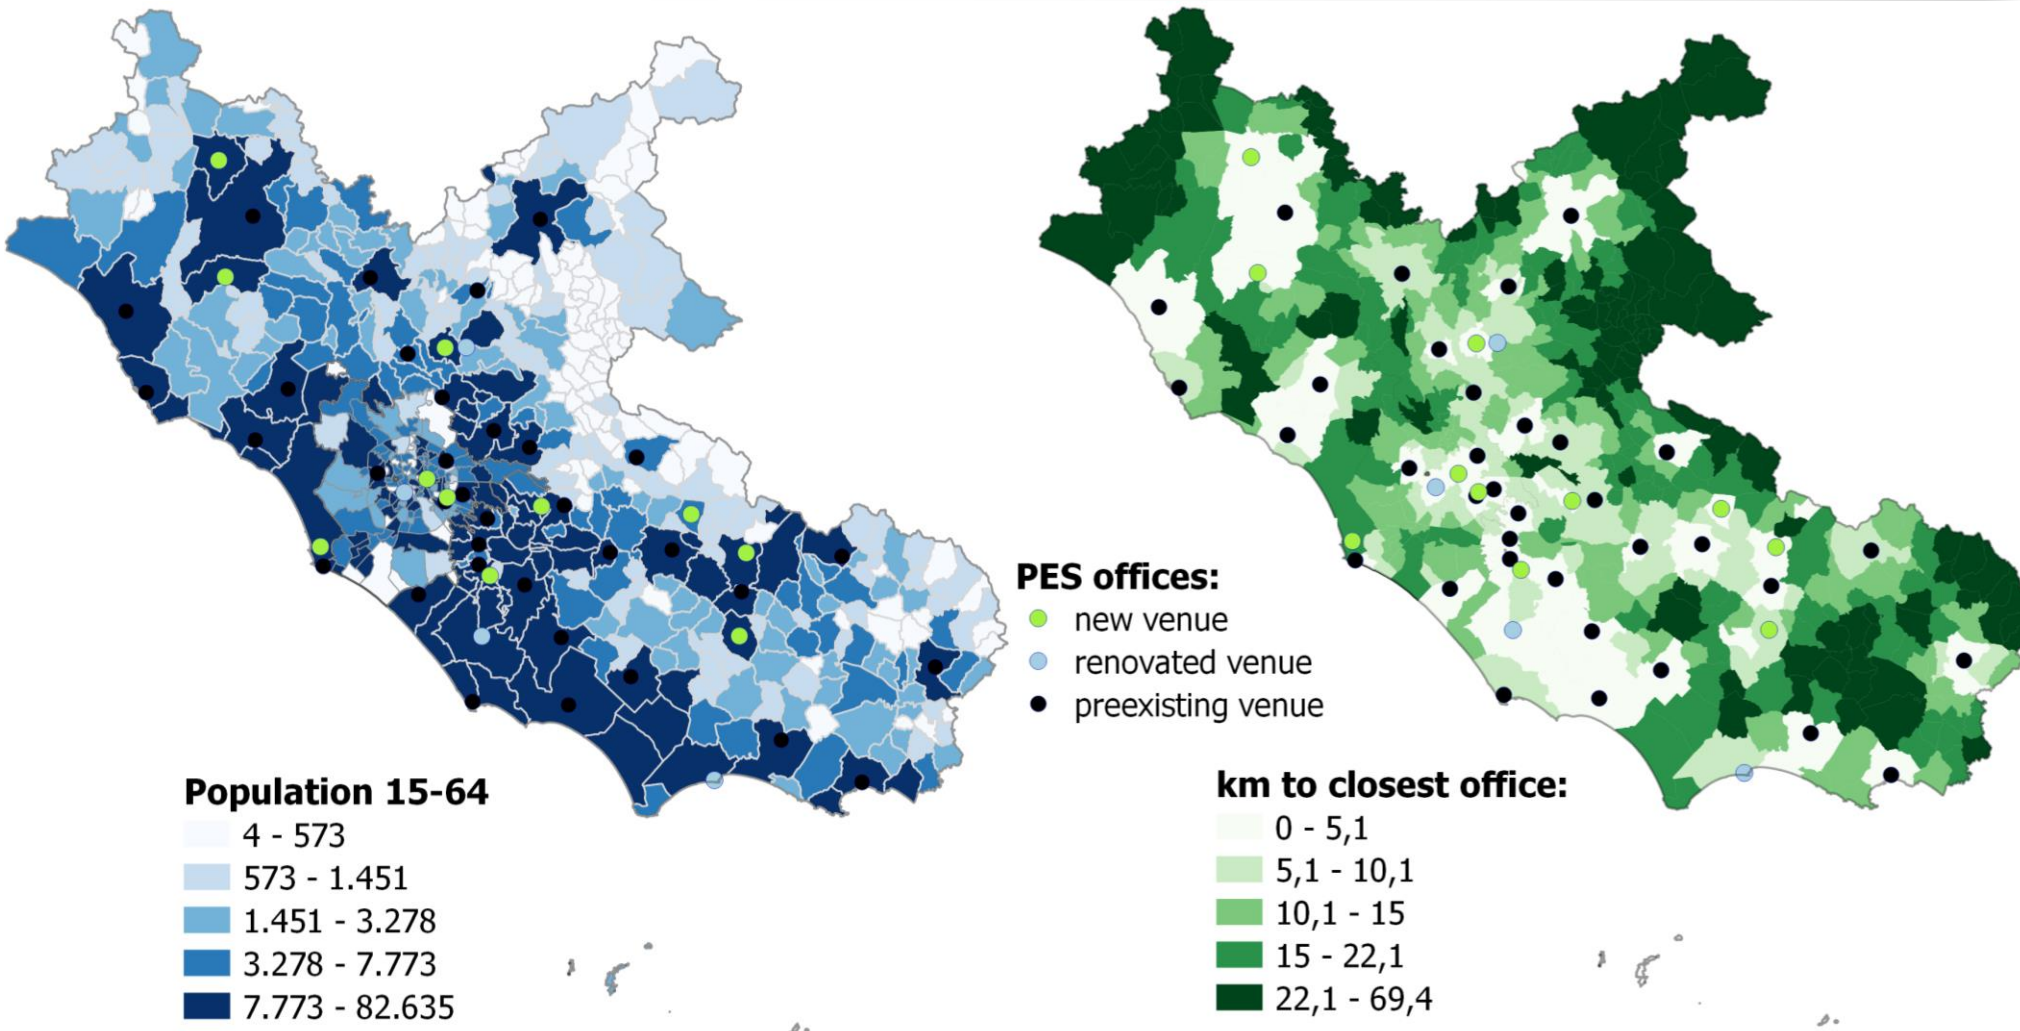 PES offices:
new venue
renovated venue
preexisting venue
Population 15-64
4 - 573
573 - 1.451
1.451 - 3.278
3.278 - 7.773
7.773 - 82.635
km to closest office:
0 - 5,1
5,1 - 10,1
10,1 - 15
15 - 22,1
22,1 - 69,4